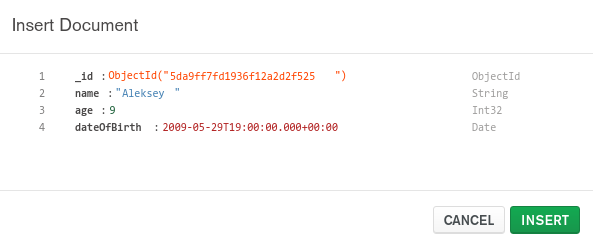 Insert Document
1 _id : ObjectId("5da9ff7fd1936f12a2d2f525 ") ObjectId
2 name : "Aleksey " String
3 age : 9 Int32
4 dateOfBirth : 2009-05-29T19:00:00.000+00:00 Date
CANCEL INSERT